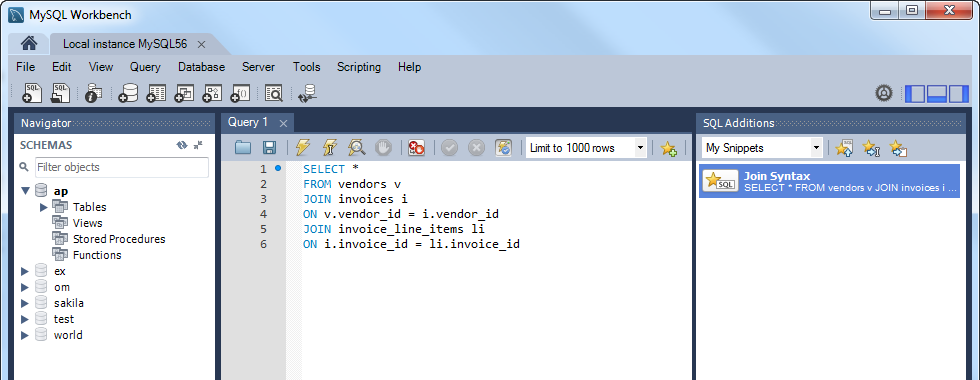 MySQL Workbench
Local instance MySQL56
File Edit View Query Database Server Tools Scripting Help
Navigator
SCHEMAS
Filter objects
ap
Tables
Views
Stored Procedures
Functions
ex
om
sakila
test
world
Query 1
Limit to 1000 rows
1 SELECT *
2 FROM vendors v
3 JOIN invoices i
4 ON v.vendor_id = i.vendor_id
5 JOIN invoice_line_items li
6 ON i.invoice_id = li.invoice_id
SQL Additions
My Snippets
SQL
Join Syntax
SELECT * FROM vendors v JOIN invoices i ...